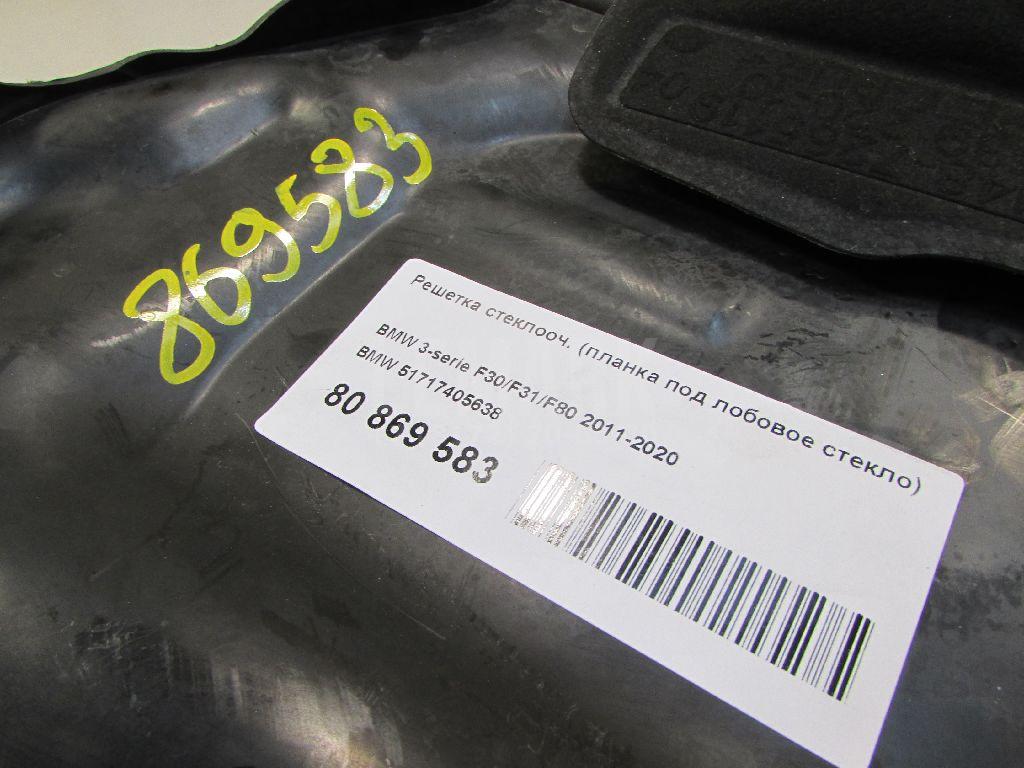 869583
Решетка стеклооч. (планка под лобовое стекло)
BMW 3-serie F30/F31/F80 2011-2020
BMW 51717405638
80 869 583